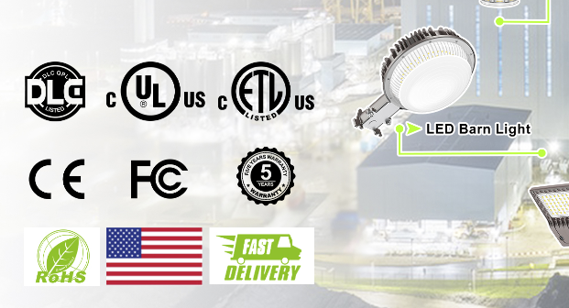 DLC QPL
DLC
LISTED
C UL US
®
C ETL US
LISTED
LED Barn Light
CE
FC
FIVE YEARS WARRANTY
5
YEARS
WARRANTY
RoHS
FAST
DELIVERY